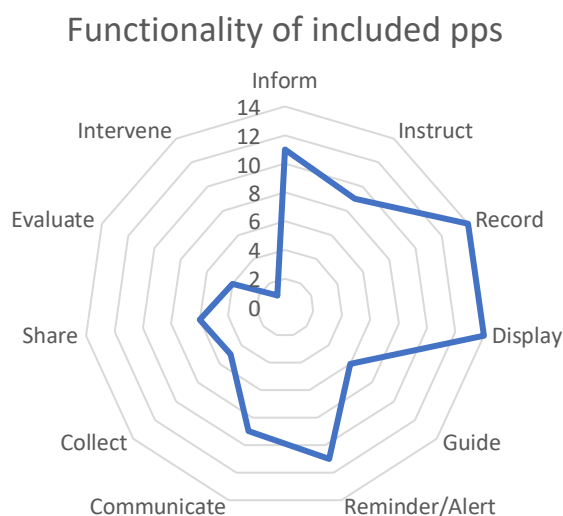 Functionality of included pps
Inform
Instruct
Record
Display
Guide
Reminder/Alert
Communicate
Collect
Share
Evaluate
Intervene
14
12
10
8
6
4
2
0